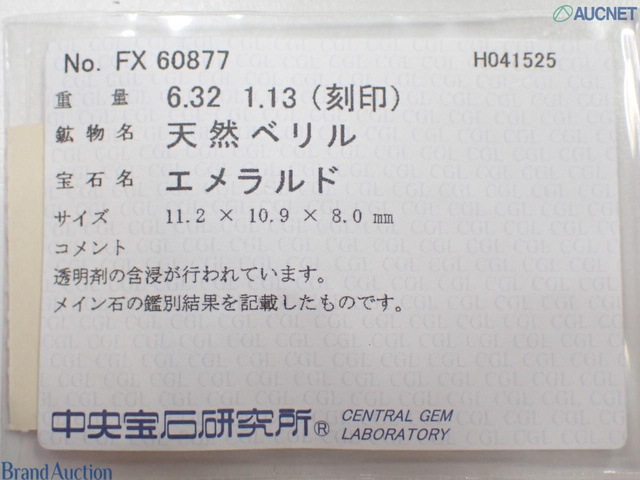 AUCNET
No. FX 60877 H041525
重量 6.32 1.13 (刻印)
鉱物名 天然ベリル
宝石名 エメラルド
サイズ 11.2 × 10.9 × 8.0 mm
コメント
透明剤の含浸が行われています。
メイン石の鑑別結果を記載したものです。
中央宝石研究所® CENTRAL GEM
LABORATORY
Brand Auction